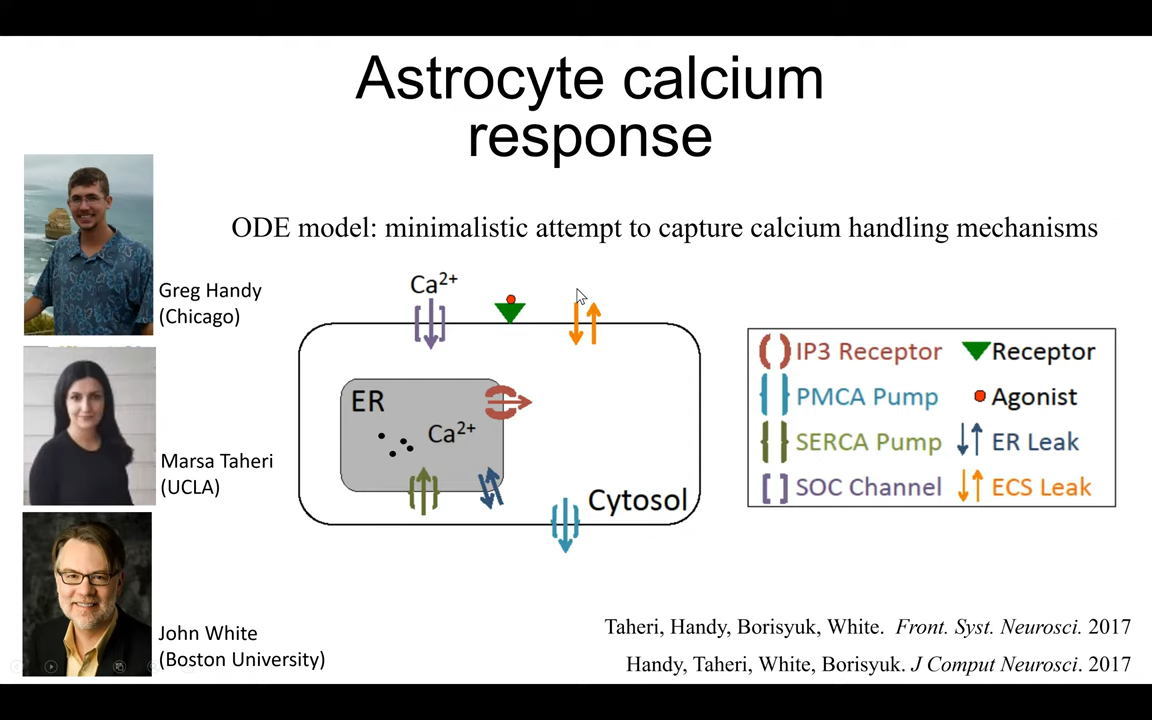 Astrocyte calcium
response
ODE model: minimalistic attempt to capture calcium handling mechanisms
Greg Handy
(Chicago)
Marsa Taheri
(UCLA)
John White
(Boston University)
Ca2+
ER
Ca2+
Cytosol
IP3 Receptor
Receptor
PMCA Pump
Agonist
SERCA Pump
ER Leak
SOC Channel
ECS Leak
Taheri, Handy, Borisyuk, White. Front. Syst. Neurosci. 2017
Handy, Taheri, White, Borisyuk. J Comput Neurosci. 2017